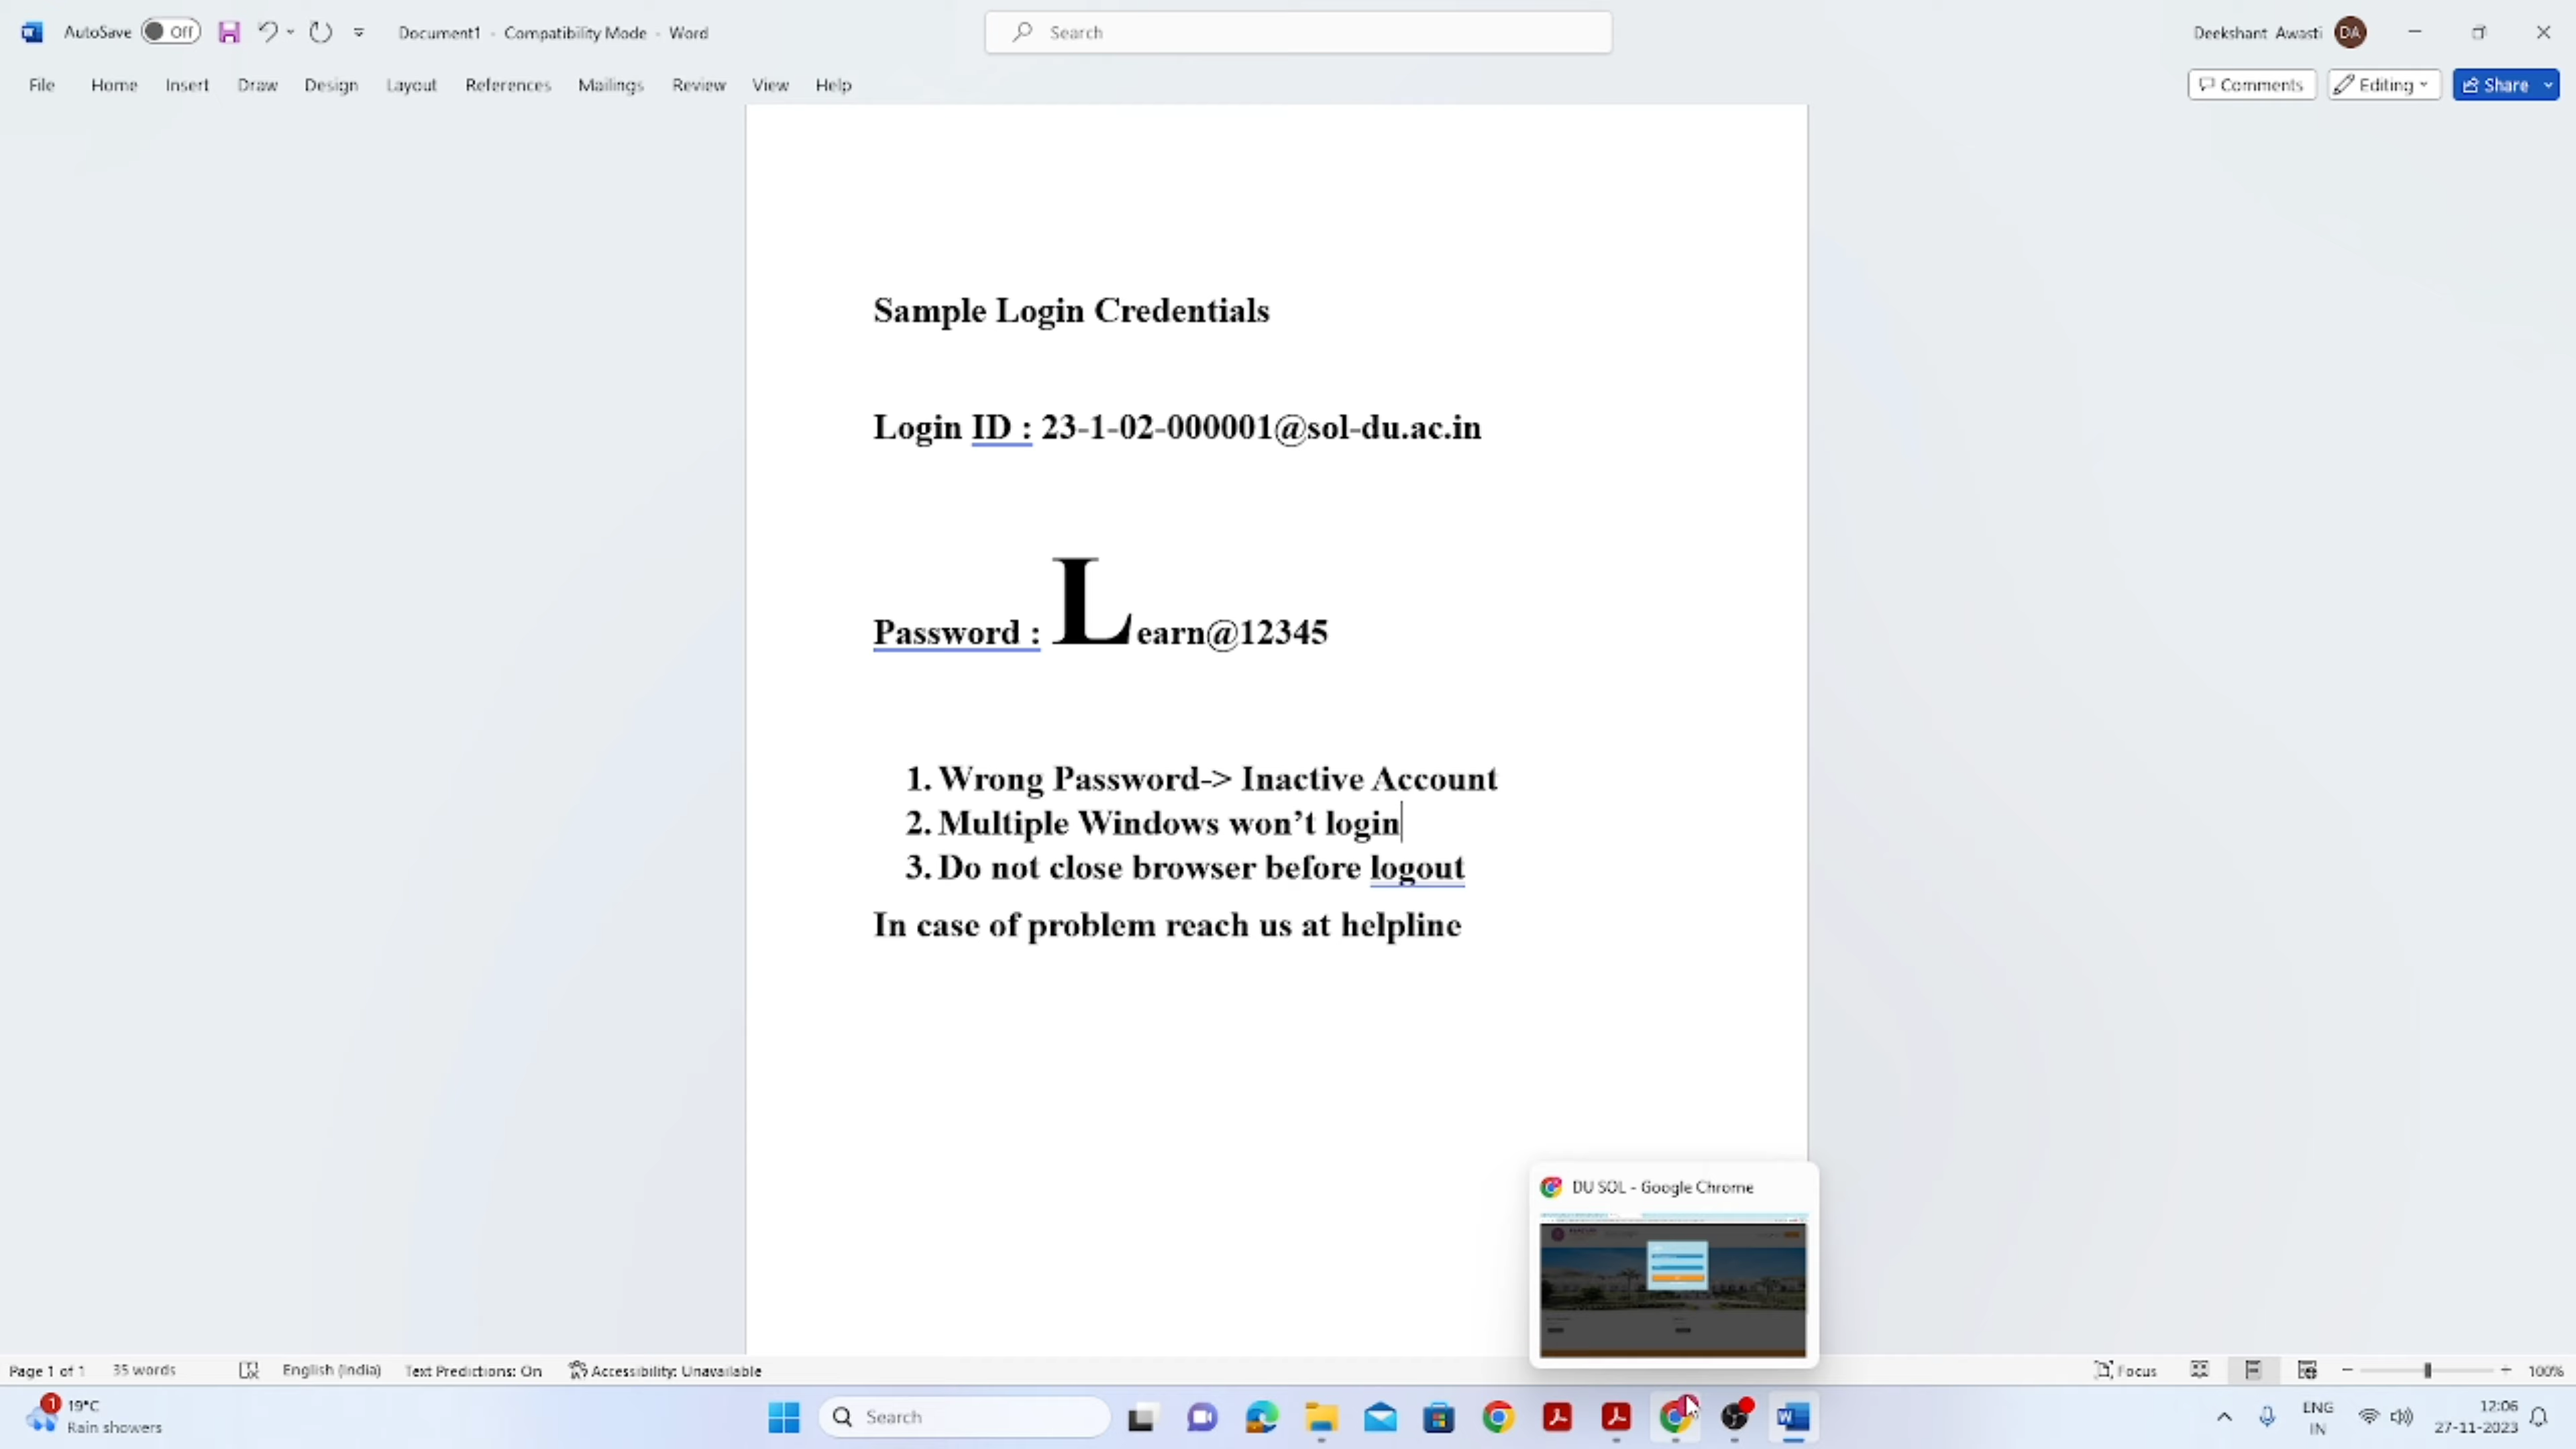 AutoSave Off Document1 - Compatibility Mode - Word Search Deekshant Awasti DA
File Home Insert Draw Design Layout References Mailings Review View Help Comments Editing Share
Sample Login Credentials
Login ID : 23-1-02-000001@sol-du.ac.in
Password : Learn@12345
1. Wrong Password-> Inactive Account
2. Multiple Windows won’t login
3. Do not close browser before logout
In case of problem reach us at helpline
DU SOL - Google Chrome
Page 1 of 1 35 words English (India) Text Predictions: On Accessibility: Unavailable Focus 100%
1 19°C
Rain showers
Search
ENG
IN
12:06
27-11-2023